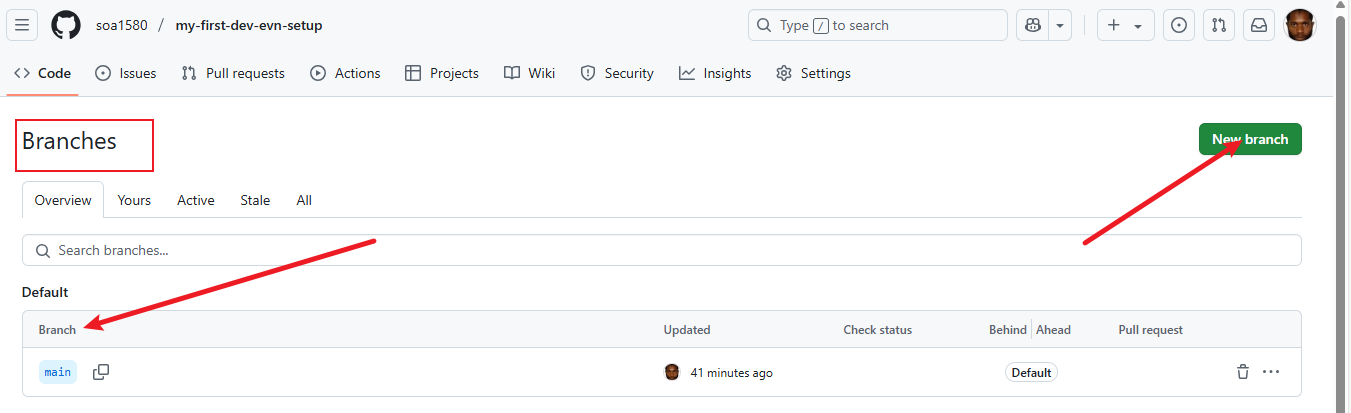 soa1580 / my-first-dev-evn-setup
Type / to search
Code Issues Pull requests Actions Projects Wiki Security Insights Settings
Branches
New branch
Overview Yours Active Stale All
Search branches...
Default
Branch Updated Check status Behind Ahead Pull request
main 41 minutes ago Default